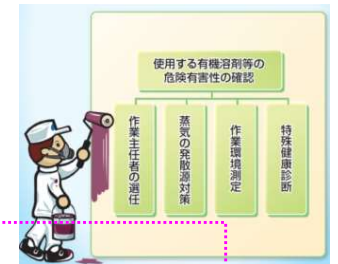 使用する有機溶剤等の
危険有害性の確認
作業主任者の選任
蒸気の発散源対策
作業環境測定
特殊健康診断